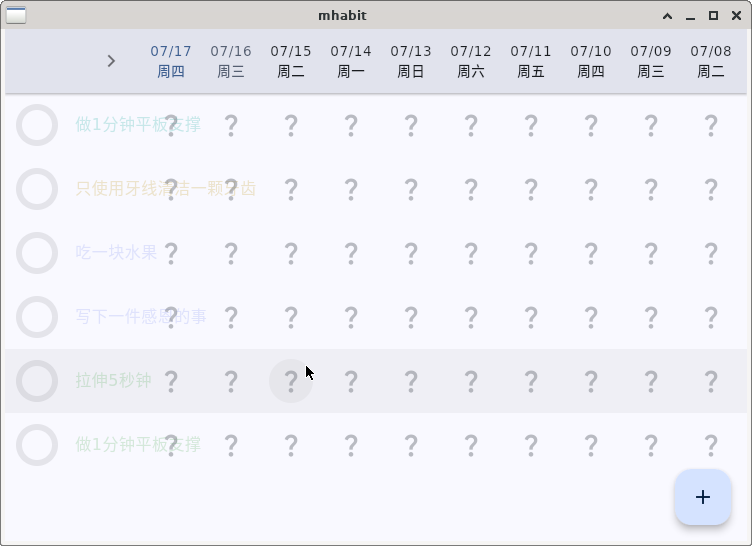 mhabit
07/17 07/16 07/15 07/14 07/13 07/12 07/11 07/10 07/09 07/08
周四 周三 周二 周一 周日 周六 周五 周四 周三 周二
做1分钟平板支撑 ? ? ? ? ? ? ? ? ? ?
只使用牙线清洁一颗牙齿 ? ? ? ? ? ? ? ? ? ?
吃一块水果 ? ? ? ? ? ? ? ? ? ?
写下一件感恩的事 ? ? ? ? ? ? ? ? ? ?
拉伸5秒钟 ? ? ? ? ? ? ? ? ? ?
做1分钟平板支撑 ? ? ? ? ? ? ? ? ? ?